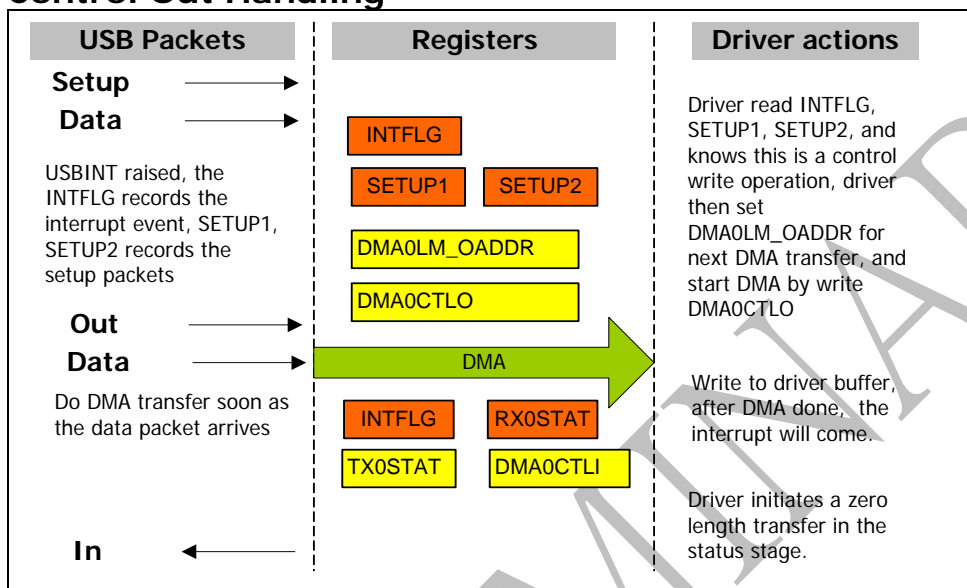 Control Out Handling
USB Packets
Registers
Driver actions
Setup
Data
USBINT raised, the
INTFLG records the
interrupt event, SETUP1,
SETUP2 records the
setup packets
Out
Data
Do DMA transfer soon as
the data packet arrives
In
INTFLG
SETUP1 SETUP2
DMA0LM_OADDR
DMA0CTLO
DMA
INTFLG RX0STAT
TX0STAT DMA0CTLI
Driver read INTFLG,
SETUP1, SETUP2, and
knows this is a control
write operation, driver
then set
DMA0LM_OADDR for
next DMA transfer, and
start DMA by write
DMA0CTLO
Write to driver buffer,
after DMA done, the
interrupt will come.
Driver initiates a zero
length transfer in the
status stage.